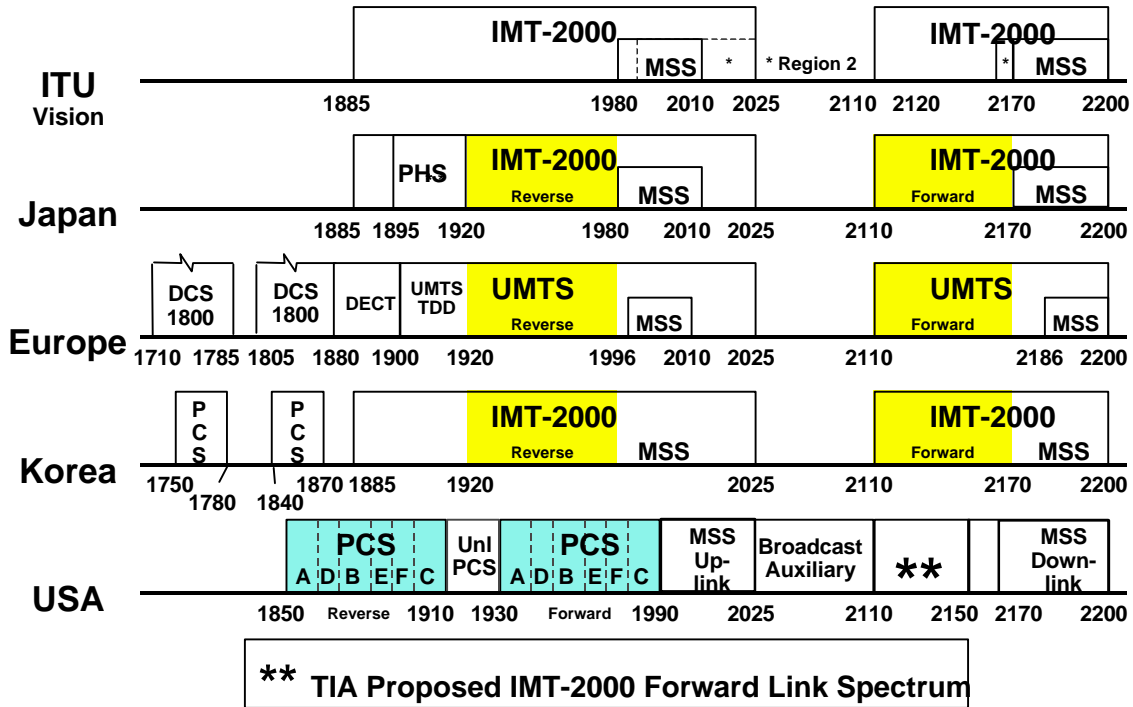 IMT-2000 IMT-2000
MSS * * Region 2 * MSS
ITU
Vision
1885 1980 2010 2025 2110 2120 2170 2200
PHS IMT-2000 MSS IMT-2000 MSS
Reverse Forward
Japan
1885 1895 1920 1980 2010 2025 2110 2170 2200
DCS 1800 DCS 1800 DECT UMTS TDD UMTS MSS UMTS MSS
Reverse Forward
Europe
1710 1785 1805 1880 1900 1920 1996 2010 2025 2110 2186 2200
PCS PCS IMT-2000 MSS IMT-2000 MSS
Reverse Forward
Korea
1750 1780 1840 1870 1885 1920 2025 2110 2170 2200
PCS UnI PCS PCS MSS Up-link Broadcast Auxiliary ** MSS Down-link
A D B E F C A D B E F C
USA
1850 Reverse 1910 1930 Forward 1990 2025 2110 2150 2170 2200
** TIA Proposed IMT-2000 Forward Link Spectrum